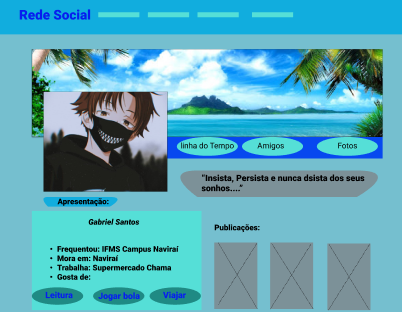 Rede Social
linha do Tempo Amigos Fotos
"Insista, Persista e nunca dsista dos seus
sonhos...."
Apresentação:
Gabriel Santos
• Frequentou: IFMS Campus Naviraí
• Mora em: Naviraí
• Trabalha: Supermercado Chama
• Gosta de:
Leitura Jogar bola Viajar
Publicações: